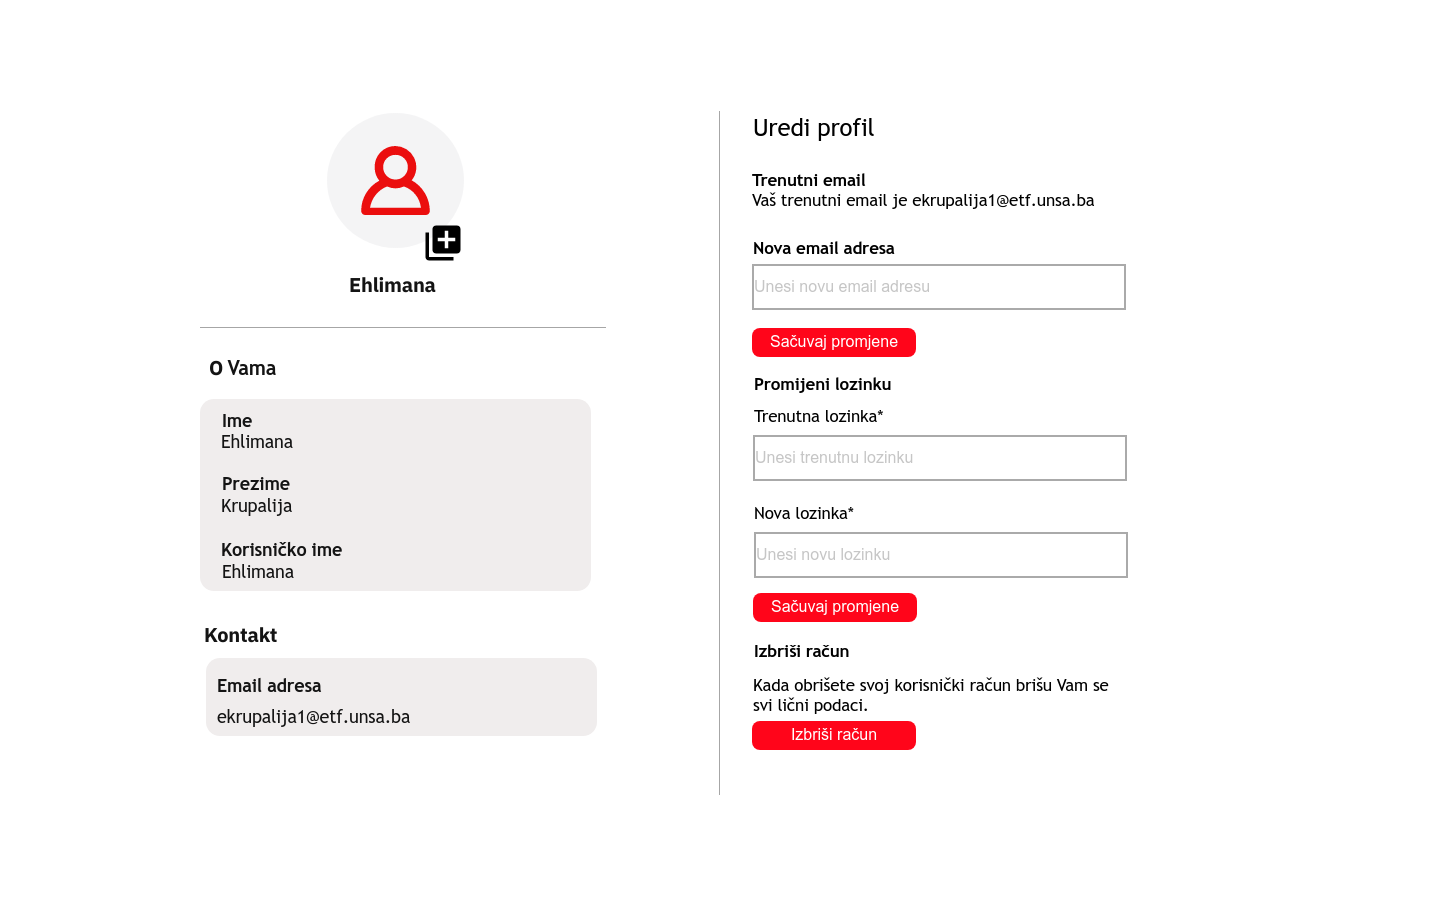 Ehlimana
O Vama
Ime
Ehlimana
Prezime
Krupalija
Korisničko ime
Ehlimana
Kontakt
Email adresa
ekrupalija1@etf.unsa.ba
Uredi profil
Trenutni email
Vaš trenutni email je ekrupalija1@etf.unsa.ba
Nova email adresa
Unesi novu email adresu
Sačuvaj promjene
Promijeni lozinku
Trenutna lozinka*
Unesi trenutnu lozinku
Nova lozinka*
Unesi novu lozinku
Sačuvaj promjene
Izbriši račun
Kada obrišete svoj korisnički račun brišu Vam se
svi lični podaci.
Izbriši račun